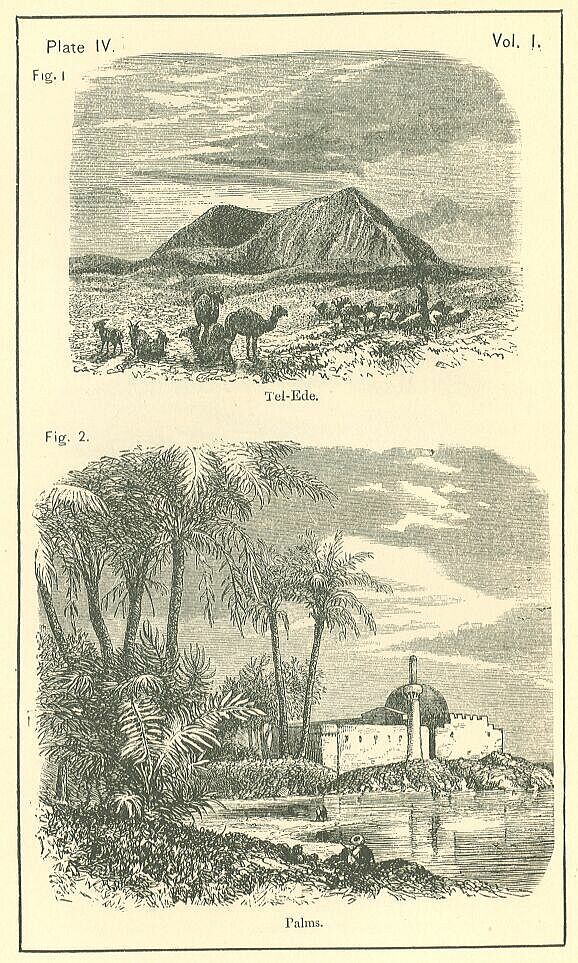 Plate IV. Vol. I.
Fig. 1
Tel-Ede.
Fig. 2.
Palms.